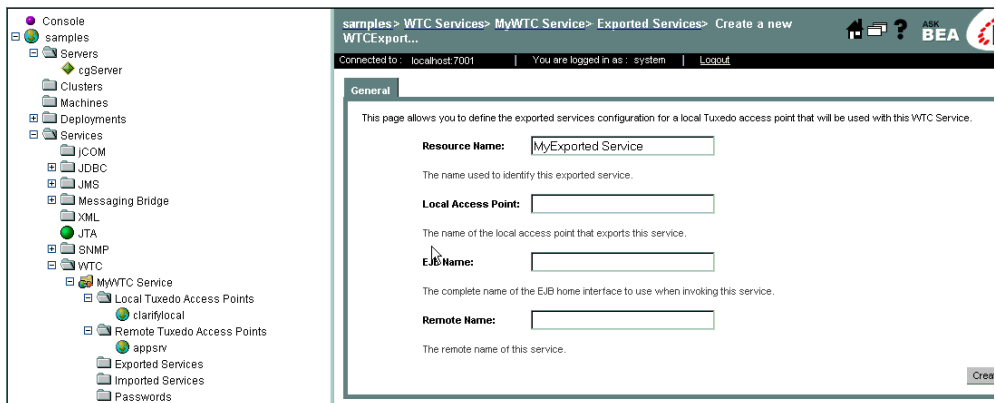 Console
samples
Servers
cgServer
Clusters
Machines
Deployments
Services
jCOM
JDBC
JMS
Messaging Bridge
XML
JTA
SNMP
WTC
MyWTC Service
Local Tuxedo Access Points
clarifylocal
Remote Tuxedo Access Points
appsrv
Exported Services
Imported Services
Passwords
samples> WTC Services> MyWTC Service> Exported Services> Create a new
WTCExport...
? ASK
BEA
Connected to : localhost:7001 | You are logged in as : system | Logout
General
This page allows you to define the exported services configuration for a local Tuxedo access point that will be used with this WTC Service.
Resource Name: MyExported Service
The name used to identify this exported service.
Local Access Point:
The name of the local access point that exports this service.
EJB Name:
The complete name of the EJB home interface to use when invoking this service.
Remote Name:
The remote name of this service.
Crea